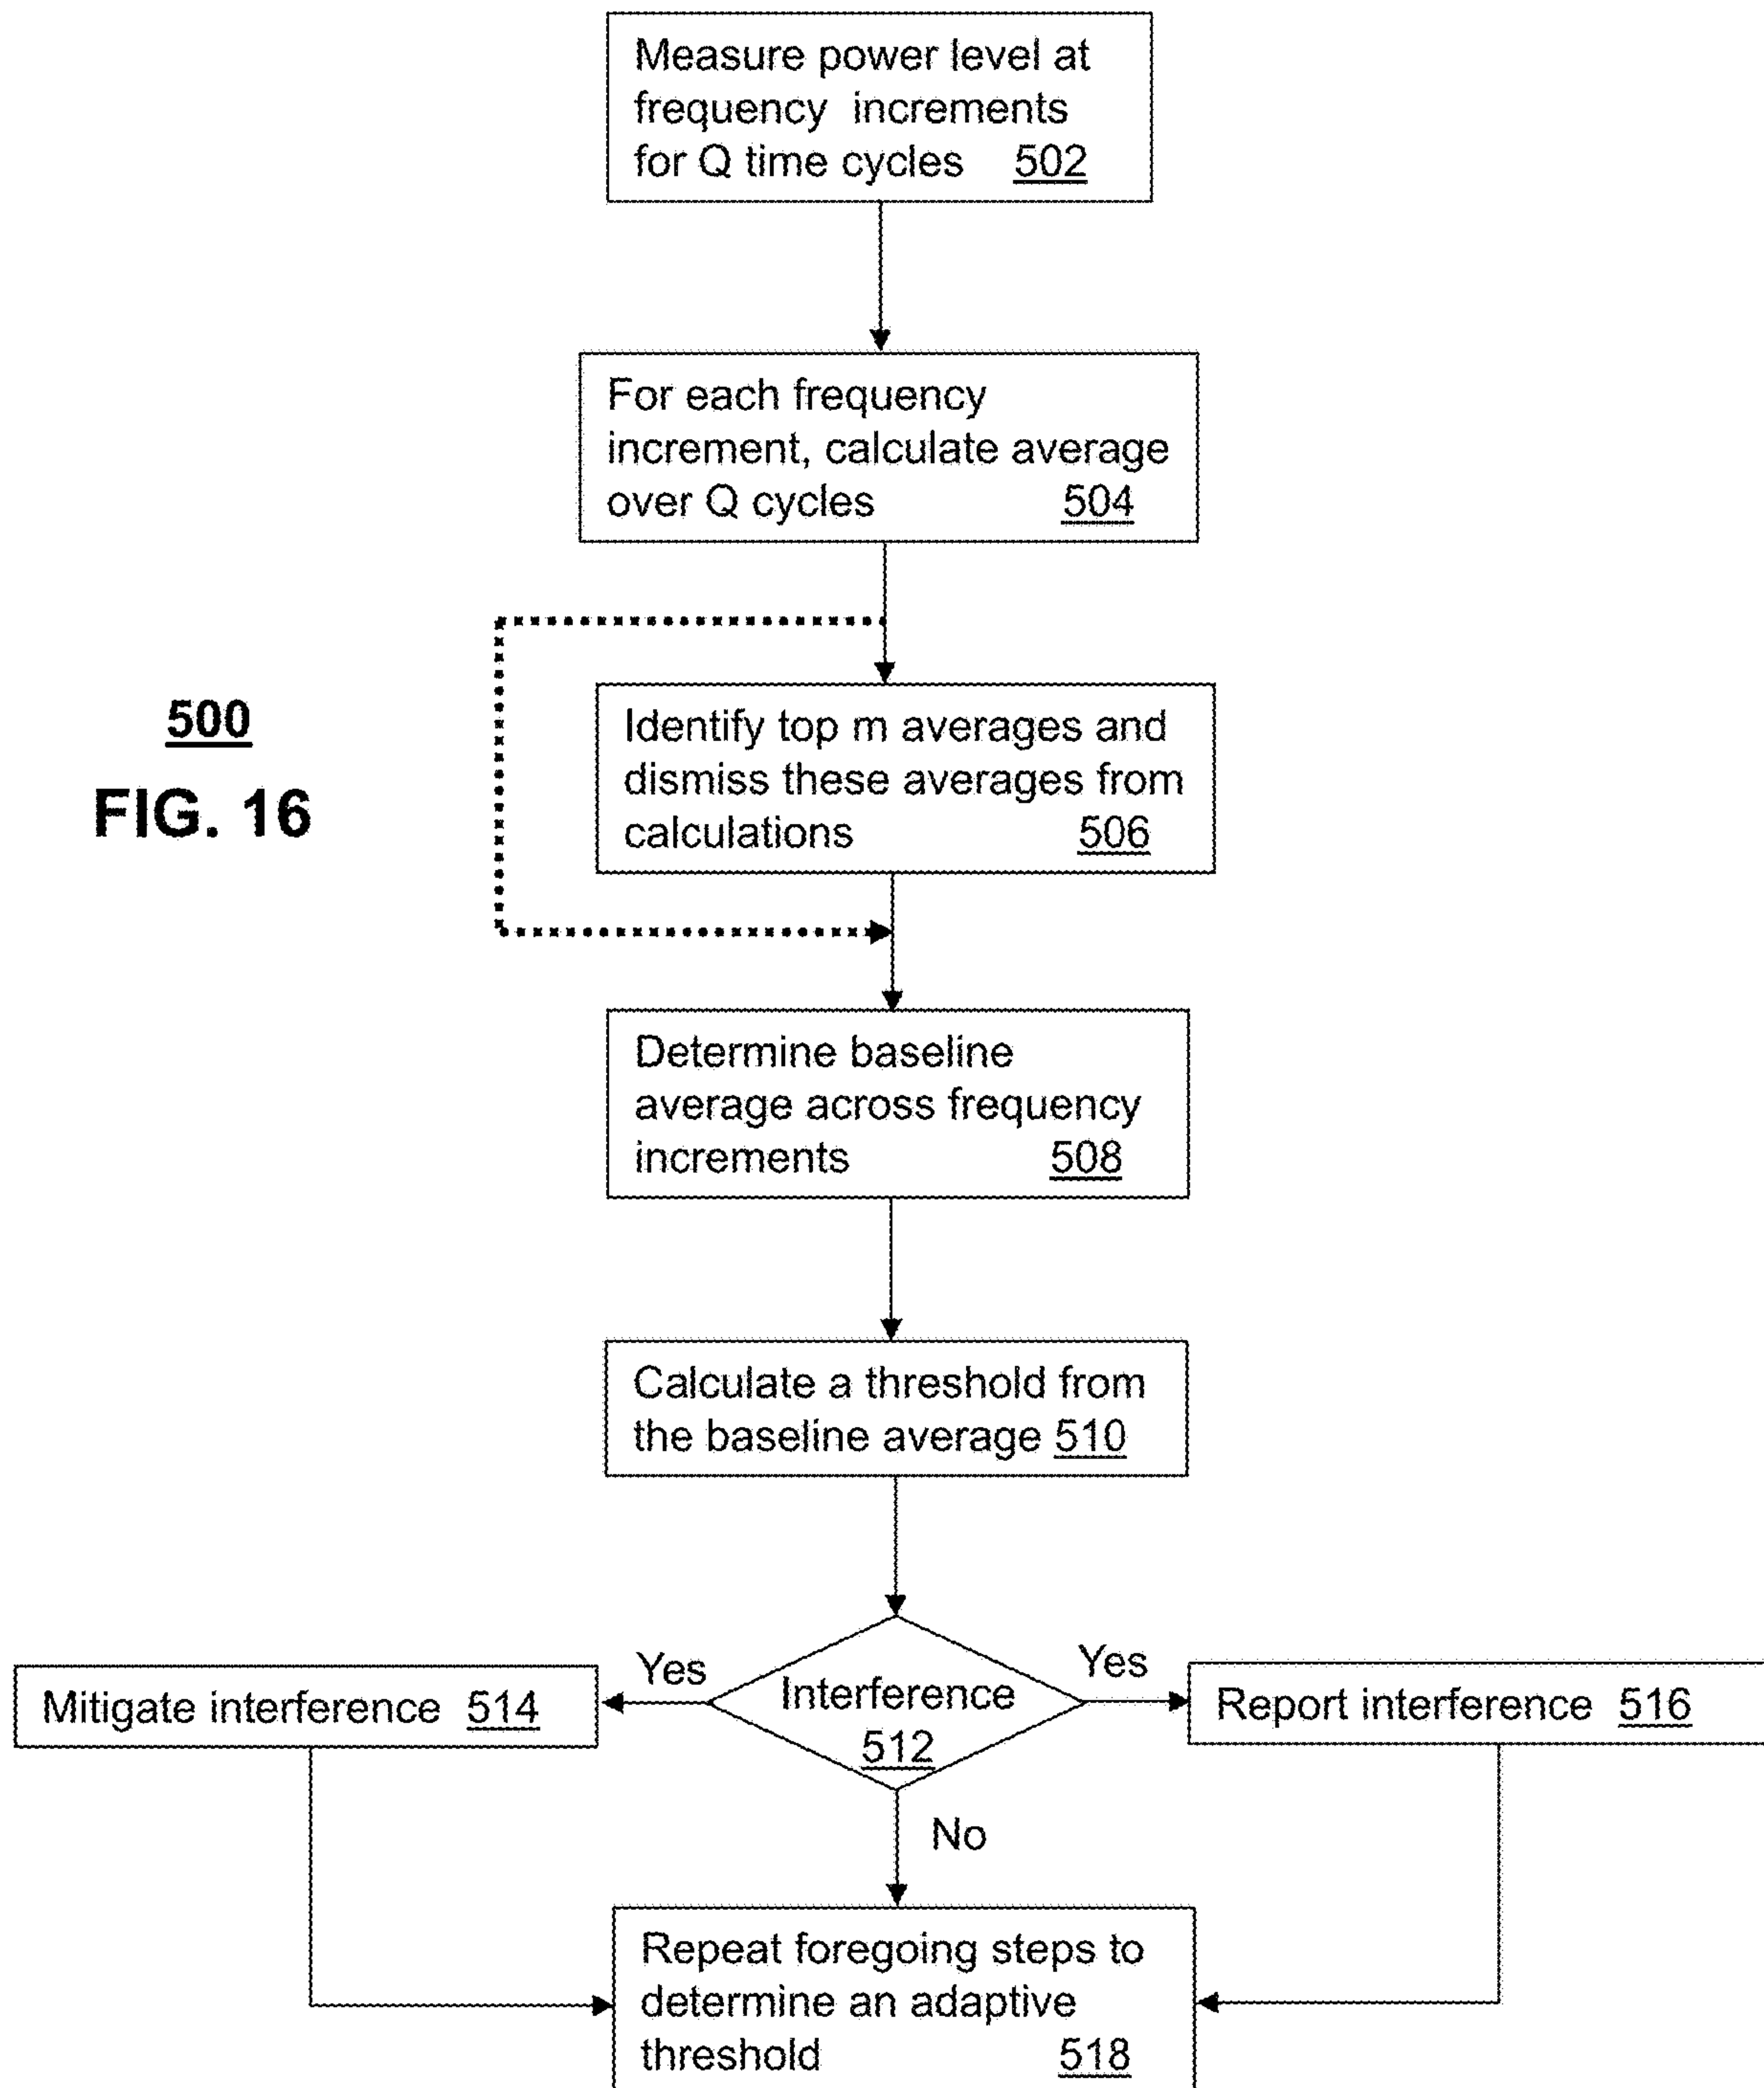 Measure power level at
frequency increments
for Q time cycles 502
For each frequency
increment, calculate average
over Q cycles 504
500
FIG. 16
Identify top m averages and
dismiss these averages from
calculations 506
Determine baseline
average across frequency
increments 508
Calculate a threshold from
the baseline average 510
Mitigate interference 514
Yes
Interference
512
Yes
Report interference 516
No
Repeat foregoing steps to
determine an adaptive
threshold 518